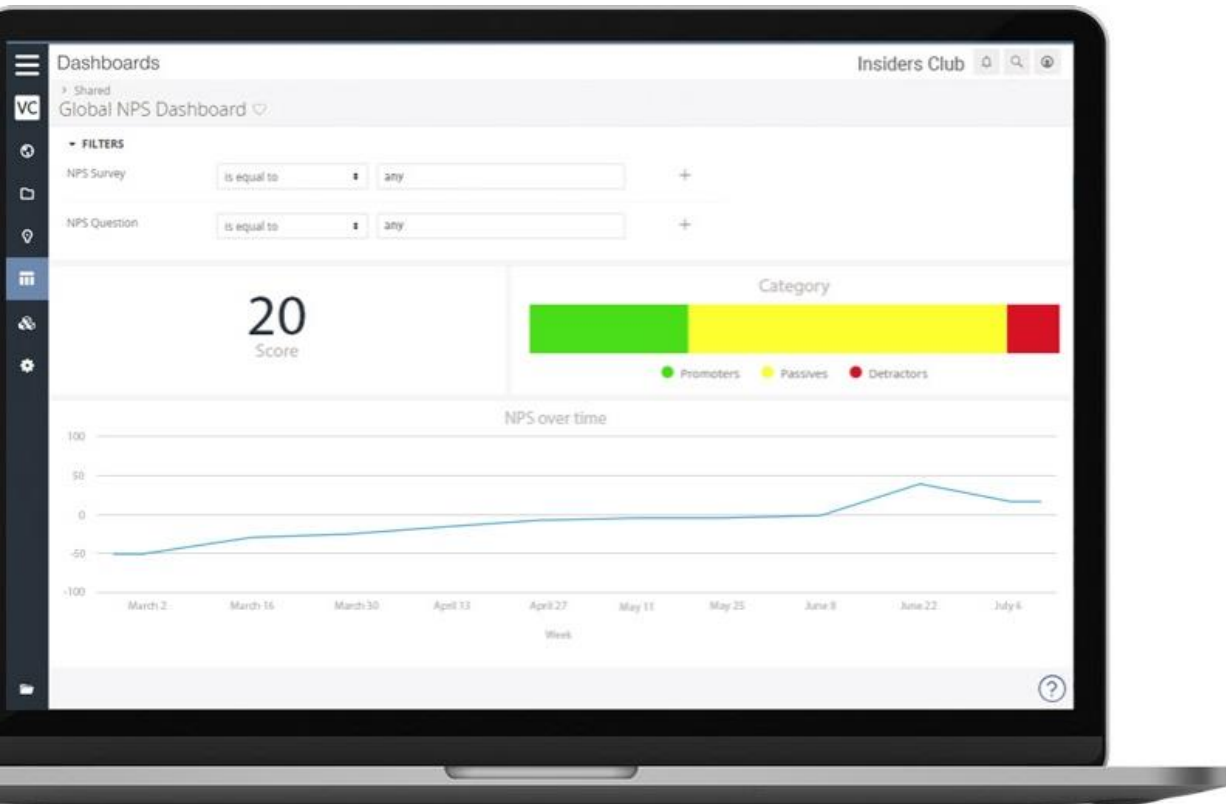 Dashboards
Insiders Club
VC
> Shared
Global NPS Dashboard
FILTERS
NPS Survey is equal to any +
NPS Question is equal to any +
20
Score
Category
Promoters Passives Detractors
NPS over time
100
50
0
-50
-100
March 2 March 16 March 30 April 13 April 27 May 11 May 25 June 8 June 22 July 6
Week
?